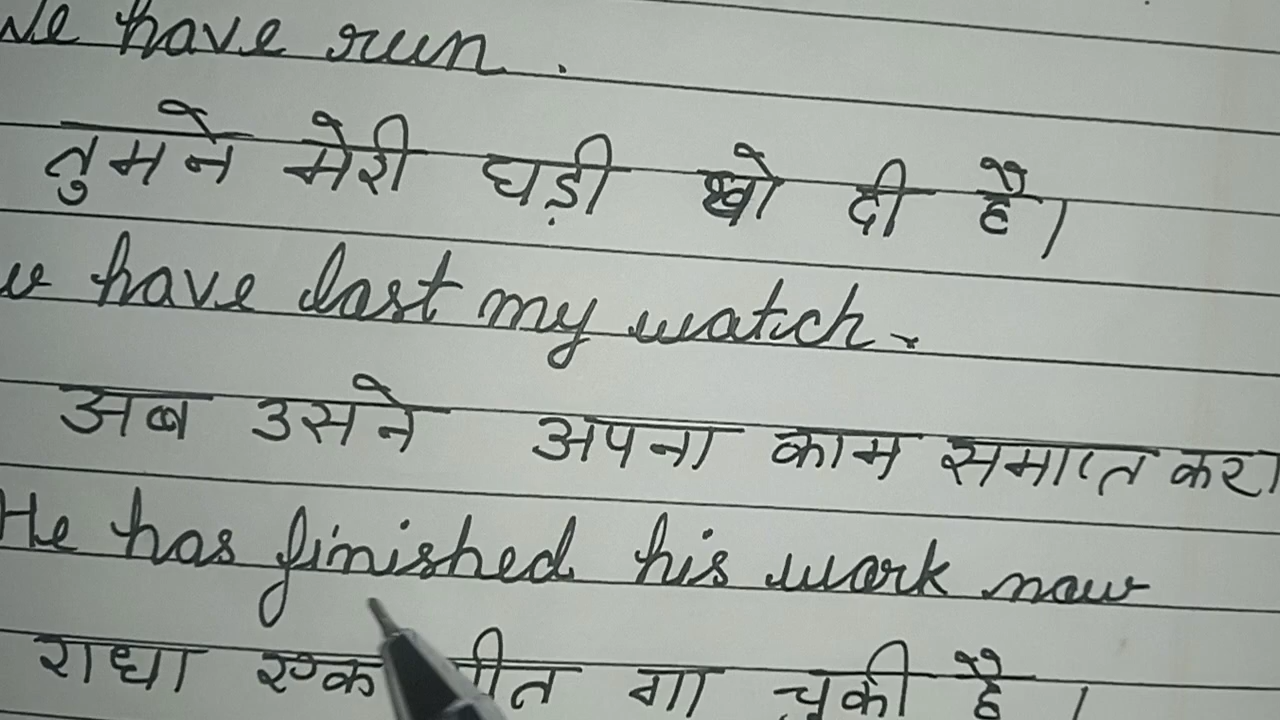 We have run.
तुमने मेरी घड़ी खो दी है।
have last my watch.
अब उसने अपना काम समाप्त करा
He has finished his work now
राधा एक गीत गा चुकी है ।